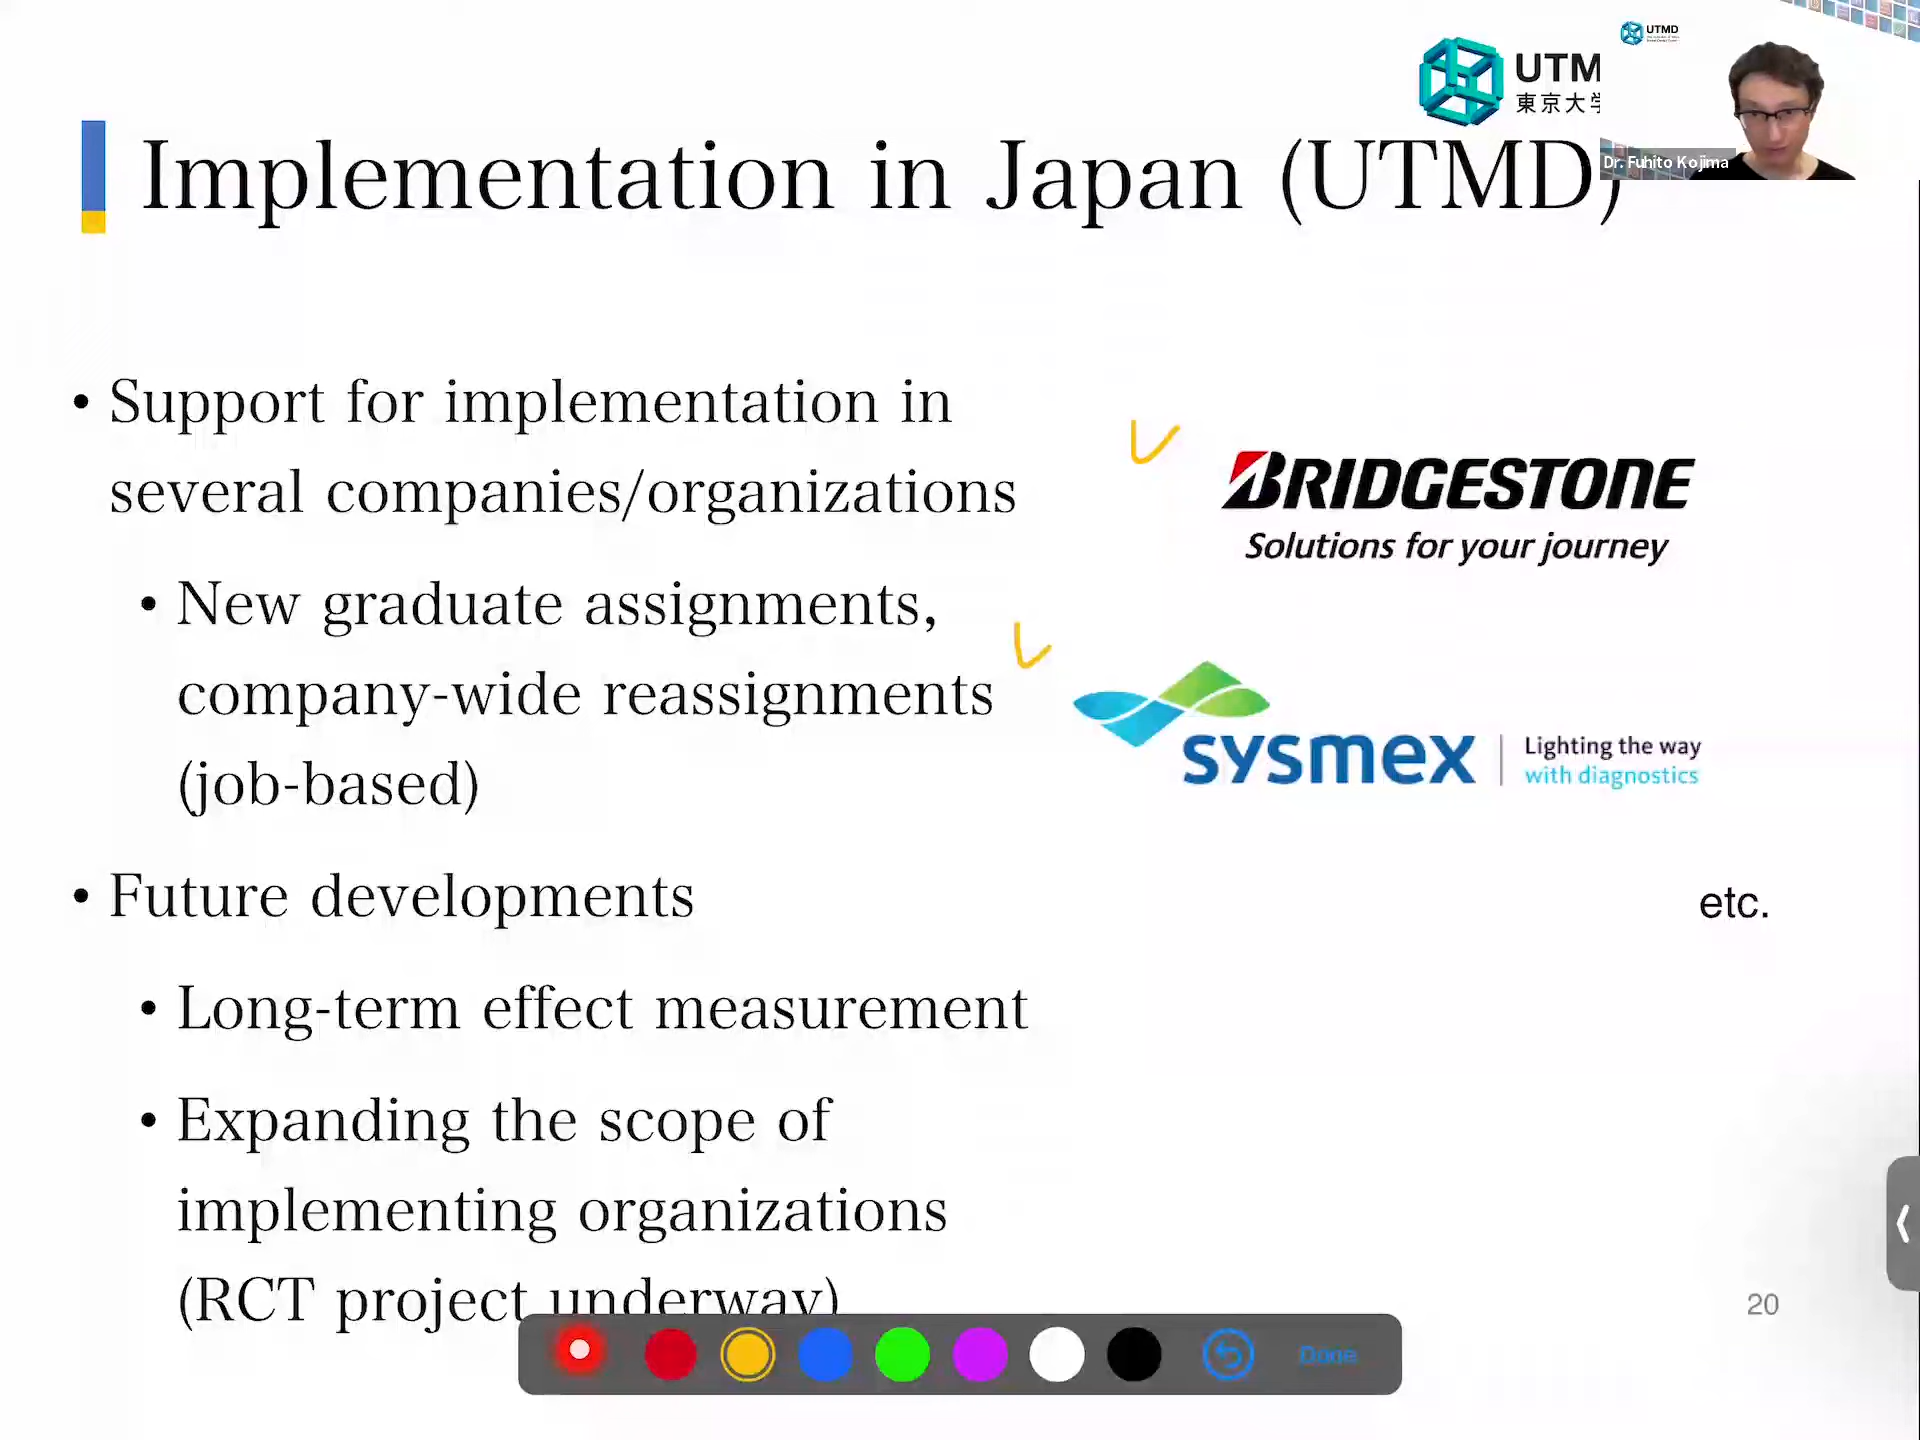 UTMD
UTM
東京大学
Dr. Fuhito Kojima
Implementation in Japan (UTMD)
• Support for implementation in
several companies/organizations
• New graduate assignments,
company-wide reassignments
(job-based)
BRIDGESTONE
Solutions for your journey
sysmex
Lighting the way
with diagnostics
• Future developments
etc.
• Long-term effect measurement
• Expanding the scope of
implementing organizations
(RCT project underway)
20
Done